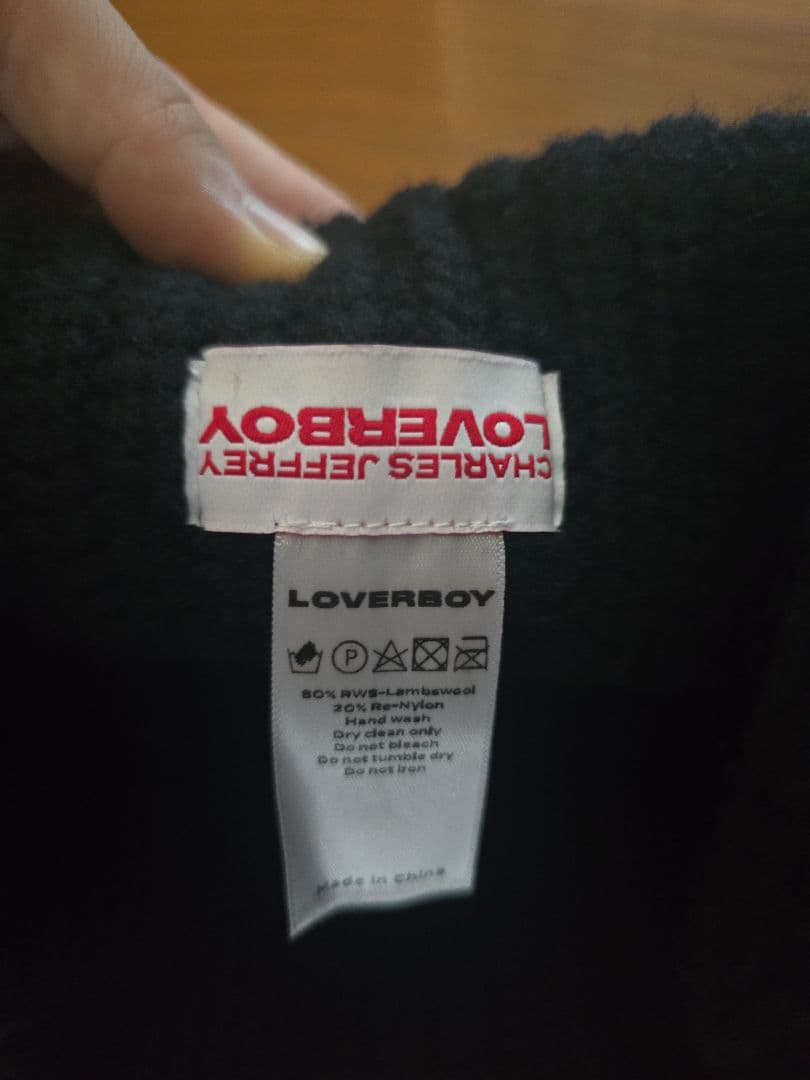 CHARLES JEFFREY
LOVERBOY
LOVERBOY
P
80% RWS-Lambswool
20% Re-Nylon
Hand wash
Dry clean only
Do not bleach
Do not tumble dry
Do not iron
Made in China